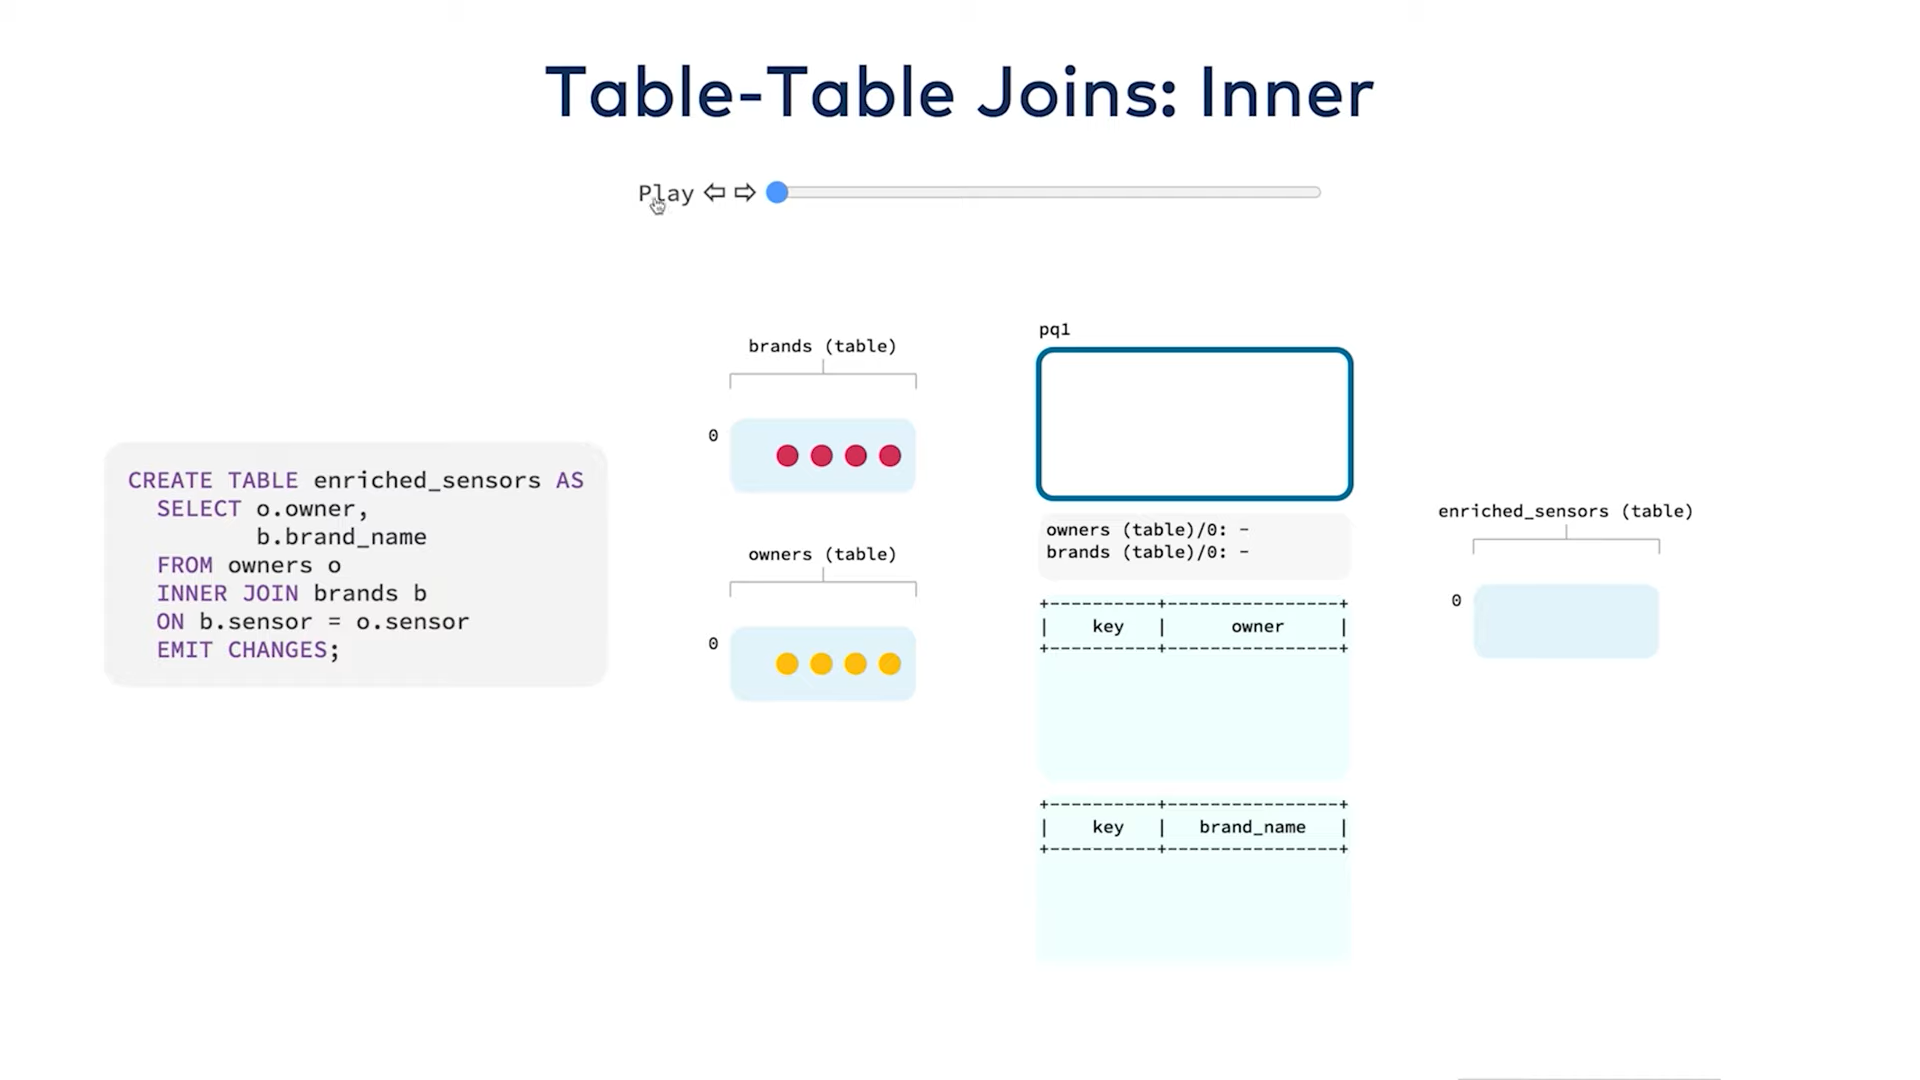 Table-Table Joins: Inner
Play ⇦ ⇨
CREATE TABLE enriched_sensors AS
SELECT o.owner,
b.brand_name
FROM owners o
INNER JOIN brands b
ON b.sensor = o.sensor
EMIT CHANGES;
brands (table)
0
owners (table)
0
pq1
owners (table)/0: -
brands (table)/0: -
+----------+----------------+
| key | owner |
+----------+----------------+
+----------+----------------+
| key | brand_name |
+----------+----------------+
enriched_sensors (table)
0